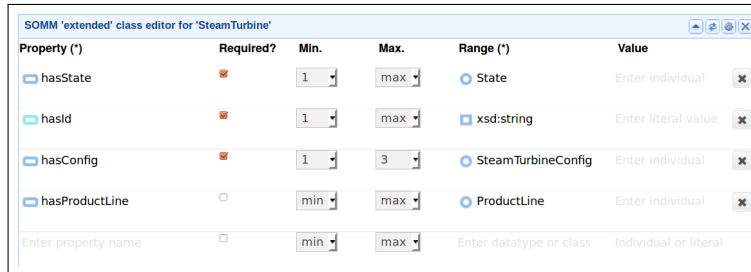 SOMM 'extended' class editor for 'SteamTurbine'
Property (*) Required? Min. Max. Range (*) Value
hasState 1 max State Enter individual
hasId 1 max xsd:string Enter literal value
hasConfig 1 3 SteamTurbineConfig Enter individual
hasProductLine min max ProductLine Enter individual
Enter property name min max Enter datatype or class Individual or literal